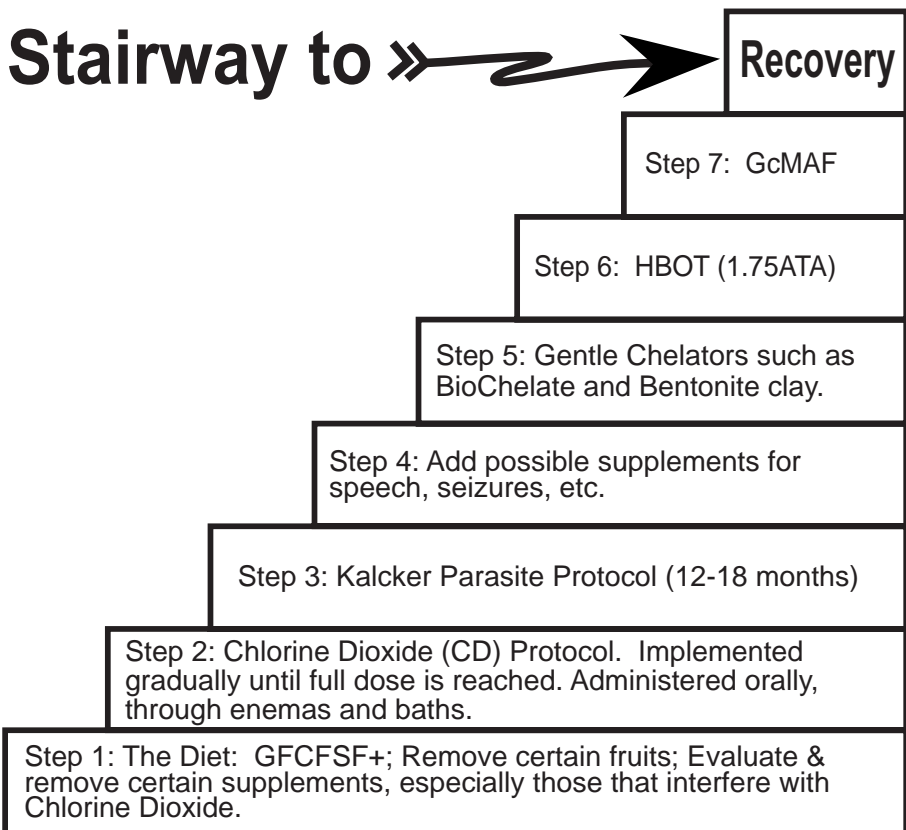 Stairway to
Recovery
Step 7: GcMAF
Step 6: HBOT (1.75ATA)
Step 5: Gentle Chelators such as
BioChelate and Bentonite clay.
Step 4: Add possible supplements for
speech, seizures, etc.
Step 3: Kalcker Parasite Protocol (12-18 months)
Step 2: Chlorine Dioxide (CD) Protocol. Implemented
gradually until full dose is reached. Administered orally,
through enemas and baths.
Step 1: The Diet: GFCFSF+; Remove certain fruits; Evaluate &
remove certain supplements, especially those that interfere with
Chlorine Dioxide.